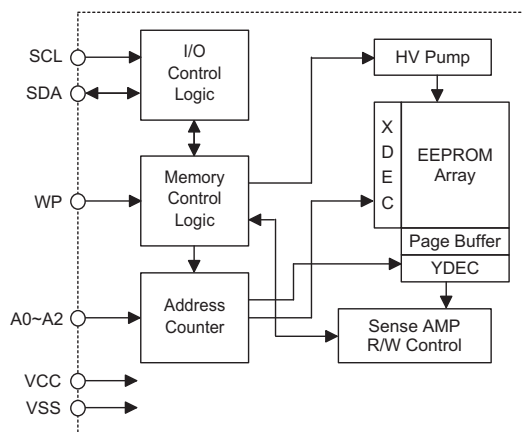 SCL
SDA
WP
A0~A2
VCC
VSS
I/O
Control
Logic
Memory
Control
Logic
Address
Counter
HV Pump
X
D
E
C
EEPROM
Array
Page Buffer
YDEC
Sense AMP
R/W Control